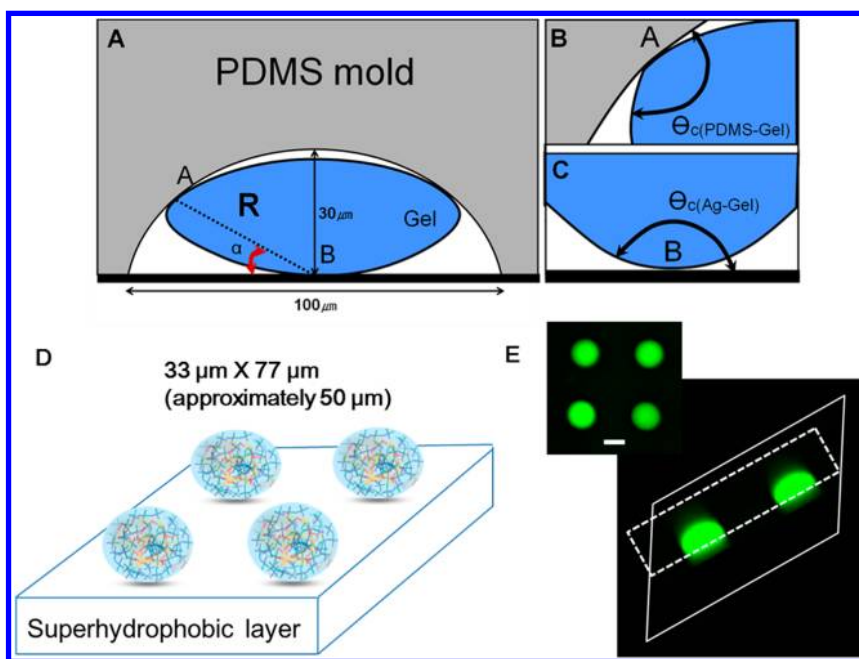 A
PDMS mold
A
R
30㎛
Gel
α
B
100㎛
B
A
Θc(PDMS-Gel)
C
Θc(Ag-Gel)
B
D
33 µm X 77 µm
(approximately 50 µm)
Superhydrophobic layer
E